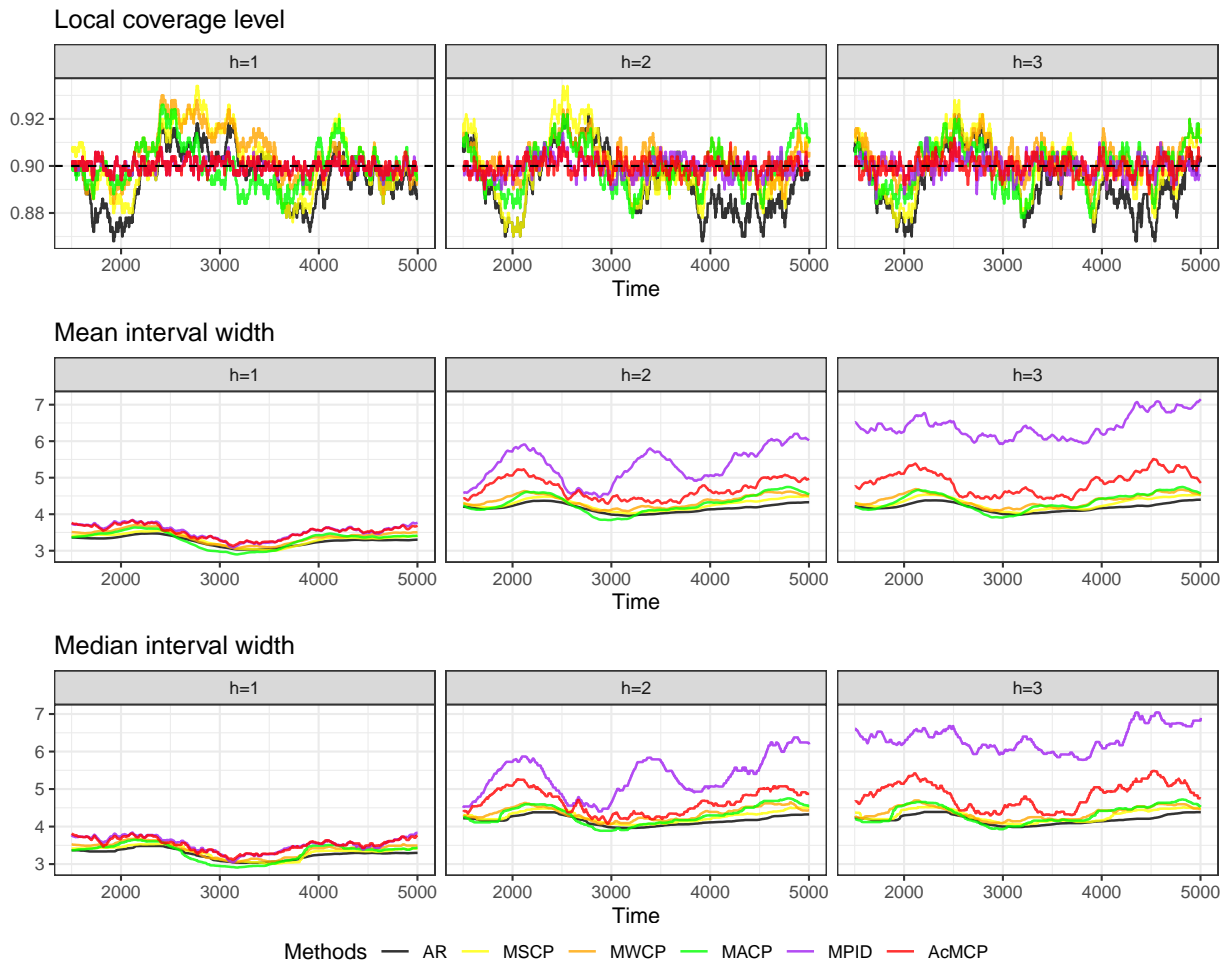 Local coverage level
h=1 h=2 h=3
0.92
0.90
0.88
2000 3000 4000 5000 2000 3000 4000 5000 2000 3000 4000 5000
Time
Mean interval width
h=1 h=2 h=3
7
6
5
4
3
2000 3000 4000 5000 2000 3000 4000 5000 2000 3000 4000 5000
Time
Median interval width
h=1 h=2 h=3
7
6
5
4
3
2000 3000 4000 5000 2000 3000 4000 5000 2000 3000 4000 5000
Time
Methods AR MSCP MWCP MACP MPID AcMCP